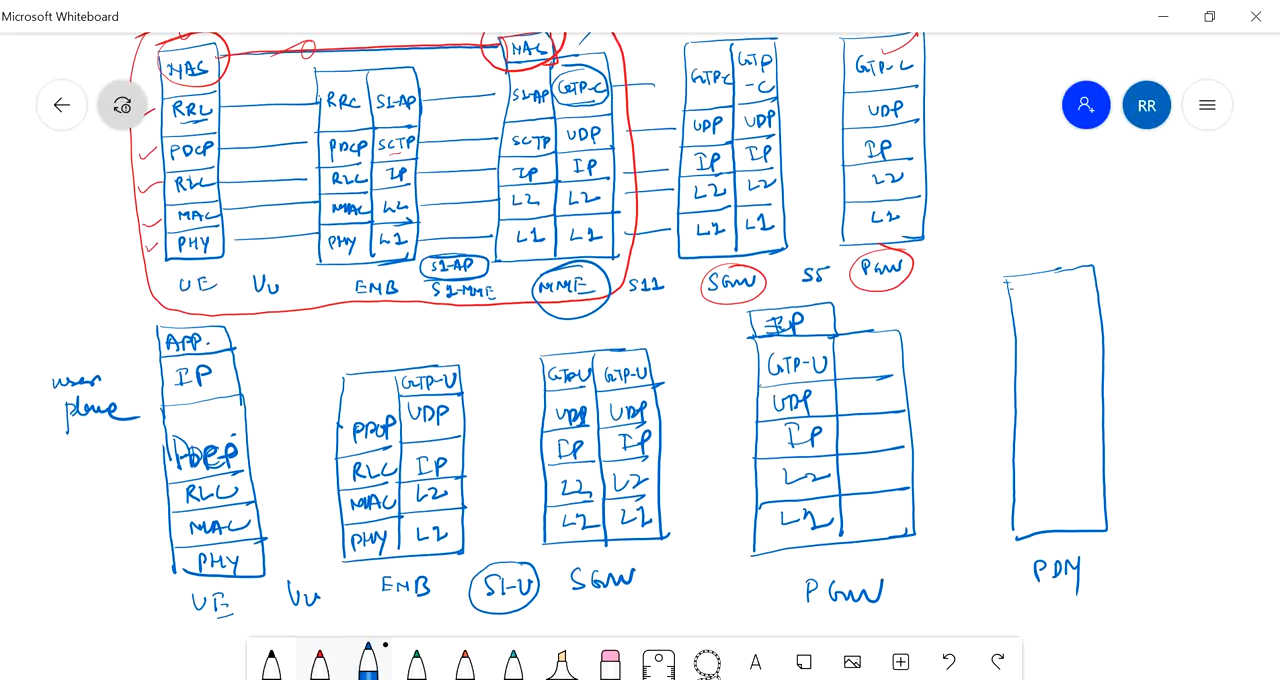 Microsoft Whiteboard
NAS
RRC
PDCP
RLC
MAC
PHY
UE
Uu
RRC
PDCP
RLC
MAC
PHY
S1-AP
SCTP
IP
L2
L1
ENB
S1-AP
S1-MME
NAS
S1-AP
SCTP
IP
L2
L1
GTP-C
UDP
IP
L2
L1
MME
S11
GTP-C
UDP
IP
L2
L1
GTP
-C
UDP
IP
L2
L1
SGW
S5
GTP-C
UDP
IP
L2
L1
PGW
RR
user
plane
APP.
IP
PDCP
RLC
MAC
PHY
UE
Uu
PDCP
RLC
MAC
PHY
GTP-U
UDP
IP
L2
L1
ENB
S1-U
GTP-U
UDP
IP
L2
L1
GTP-U
UDP
IP
L2
L1
SGW
IP
GTP-U
UDP
IP
L2
L1
PGW
PDN
A